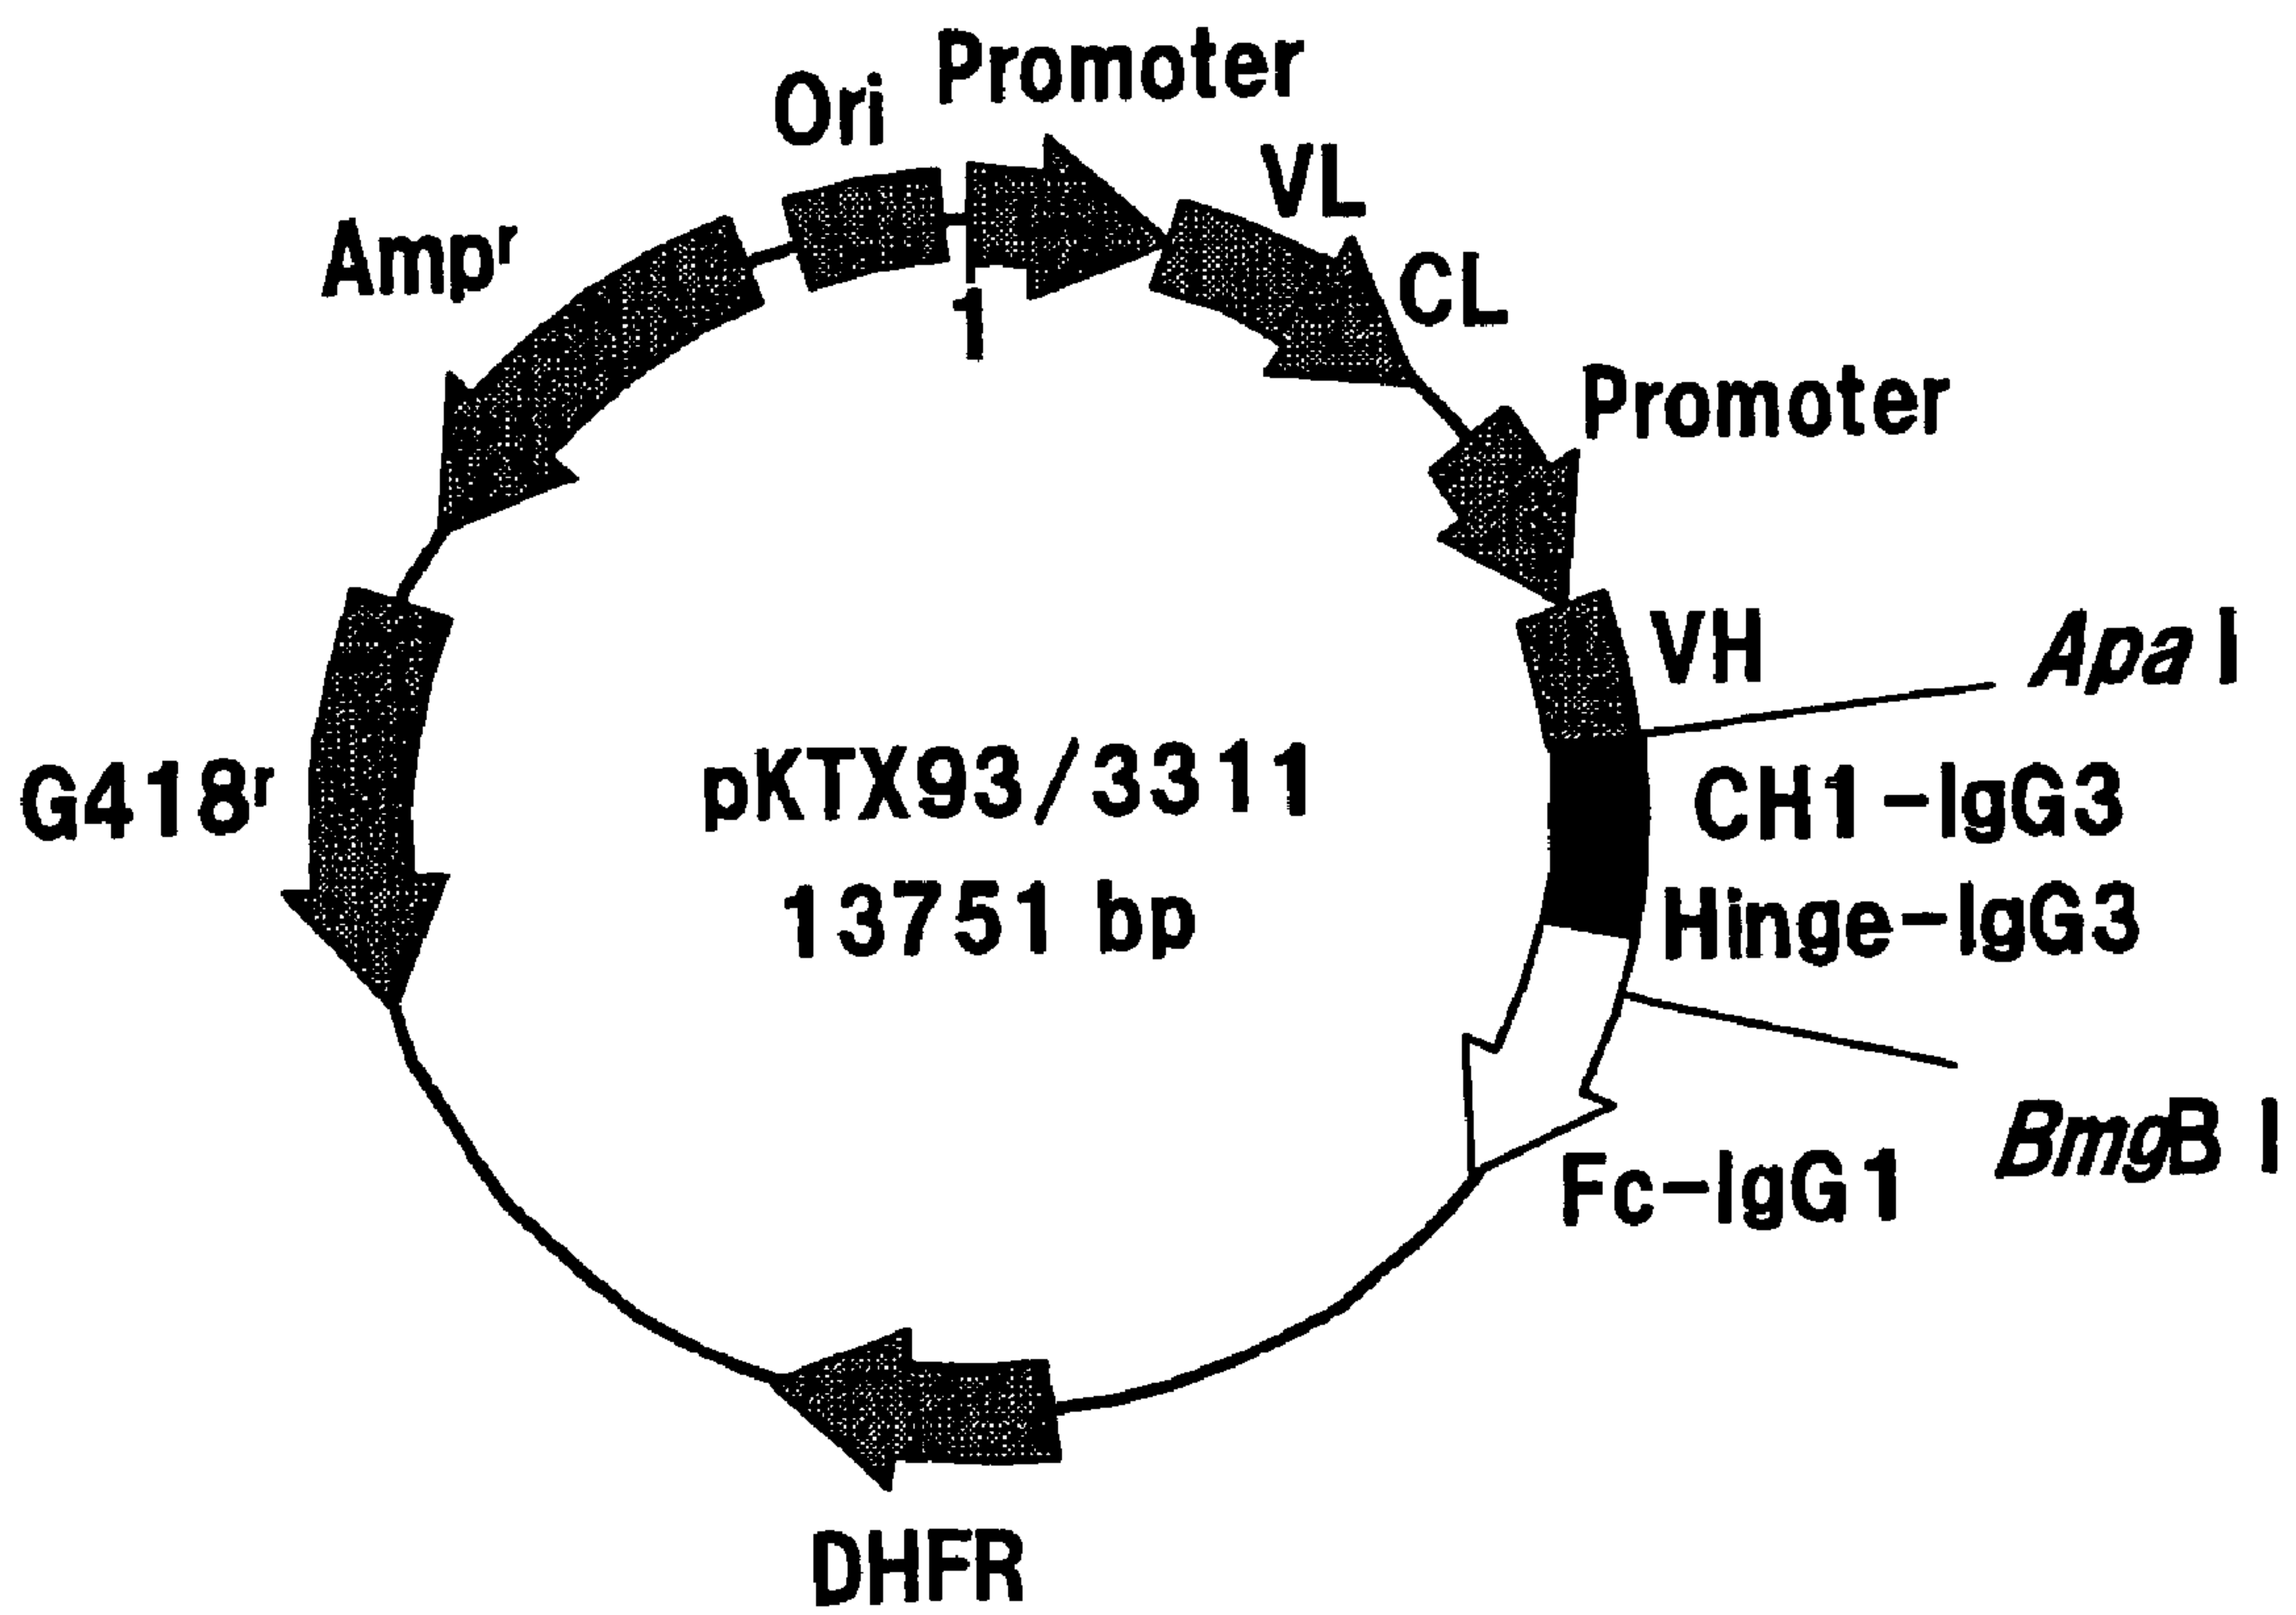 Promoter
Ori
VL
Ampʳ
CL
1
Promoter
VH
Apa I
pKTX93/3311
CH1-IgG3
G418ʳ
13751 bp
Hinge-IgG3
BmgB I
Fc-IgG1
DHFR